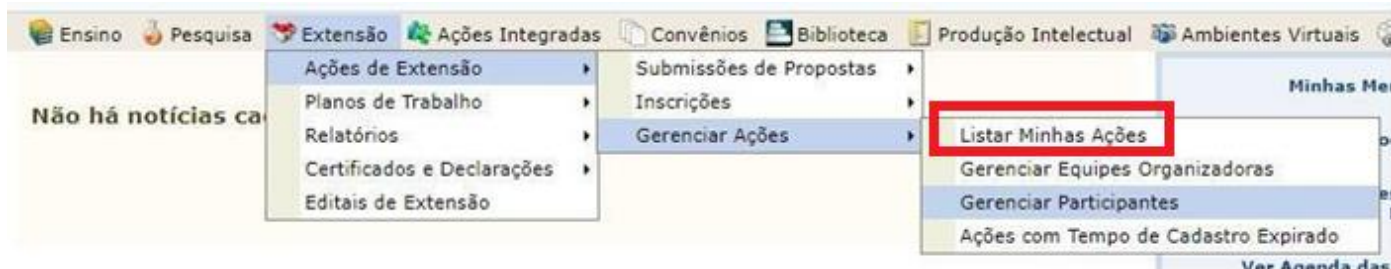 Ensino Pesquisa Extensão Ações Integradas Convênios Biblioteca Produção Intelectual Ambientes Virtuais
Ações de Extensão Submissões de Propostas
Minhas
Planos de Trabalho Inscrições
Não há notícias
Relatórios Gerenciar Ações Listar Minhas Ações
Certificados e Declarações Gerenciar Equipes Organizadoras
Editais de Extensão Gerenciar Participantes
Ações com Tempo de Cadastro Expirado
Ver Agenda das